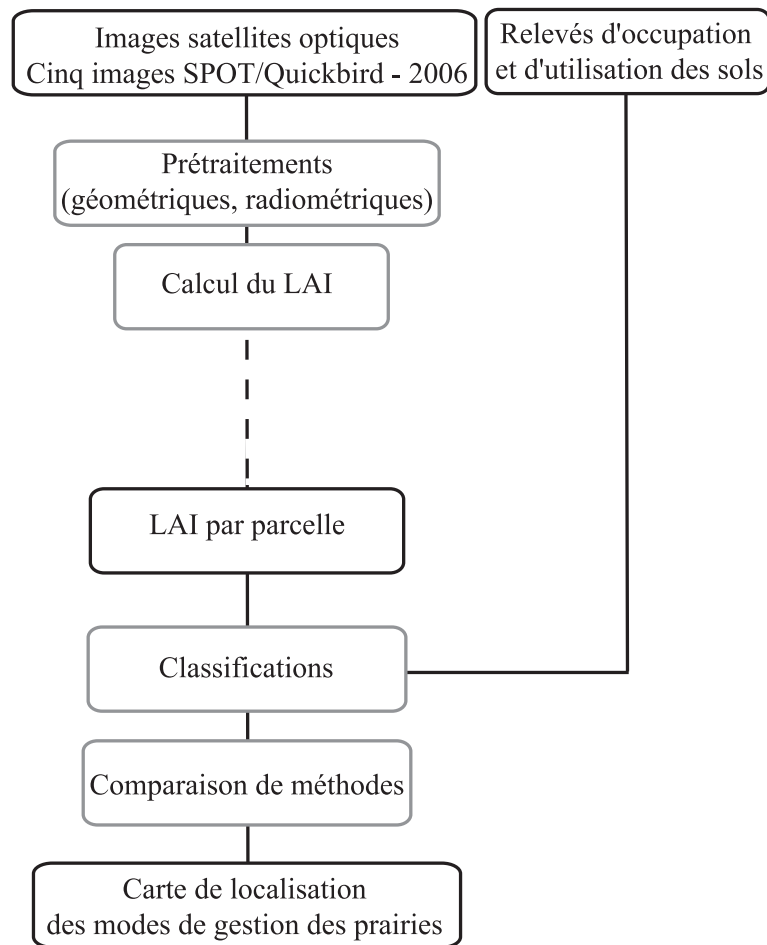 Images satellites optiques
Cinq images SPOT/Quickbird - 2006
Relevés d'occupation
et d'utilisation des sols
Prétraitements
(géométriques, radiométriques)
Calcul du LAI
LAI par parcelle
Classifications
Comparaison de méthodes
Carte de localisation
des modes de gestion des prairies